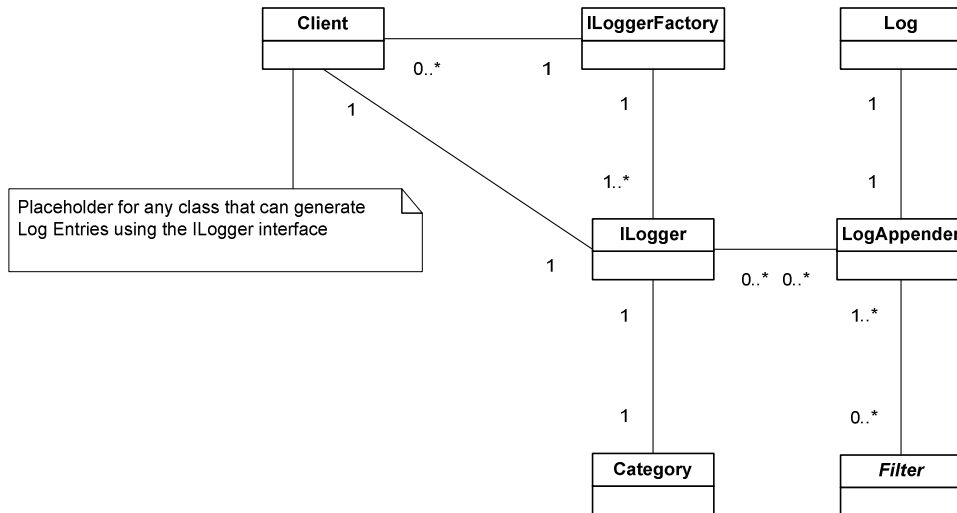 Client
ILoggerFactory
Log
0..*
1
1
1
1
1..*
1
Placeholder for any class that can generate
Log Entries using the ILogger interface
ILogger
LogAppender
1
0..* 0..*
1
1..*
1
0..*
Category
Filter